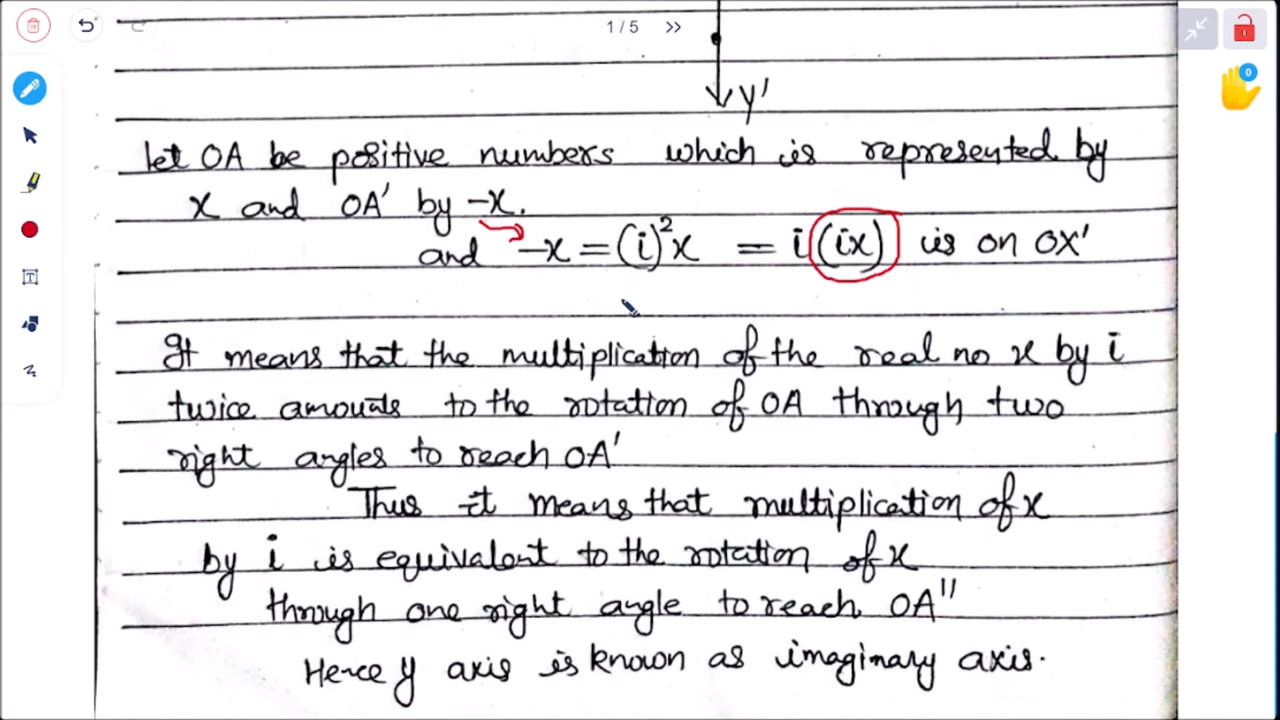 1 / 5 >>
0
Y'
let OA be positive numbers which is represented by
x and OA' by -x.
and -x = (i)²x = i(ix) is on OX'
It means that the multiplication of the real no x by i
twice amounts to the rotation of OA through two
right angles to reach OA'
Thus it means that multiplication of x
by i is equivalent to the rotation of x
through one right angle to reach OA"
Hence y axis is known as imaginary axis.